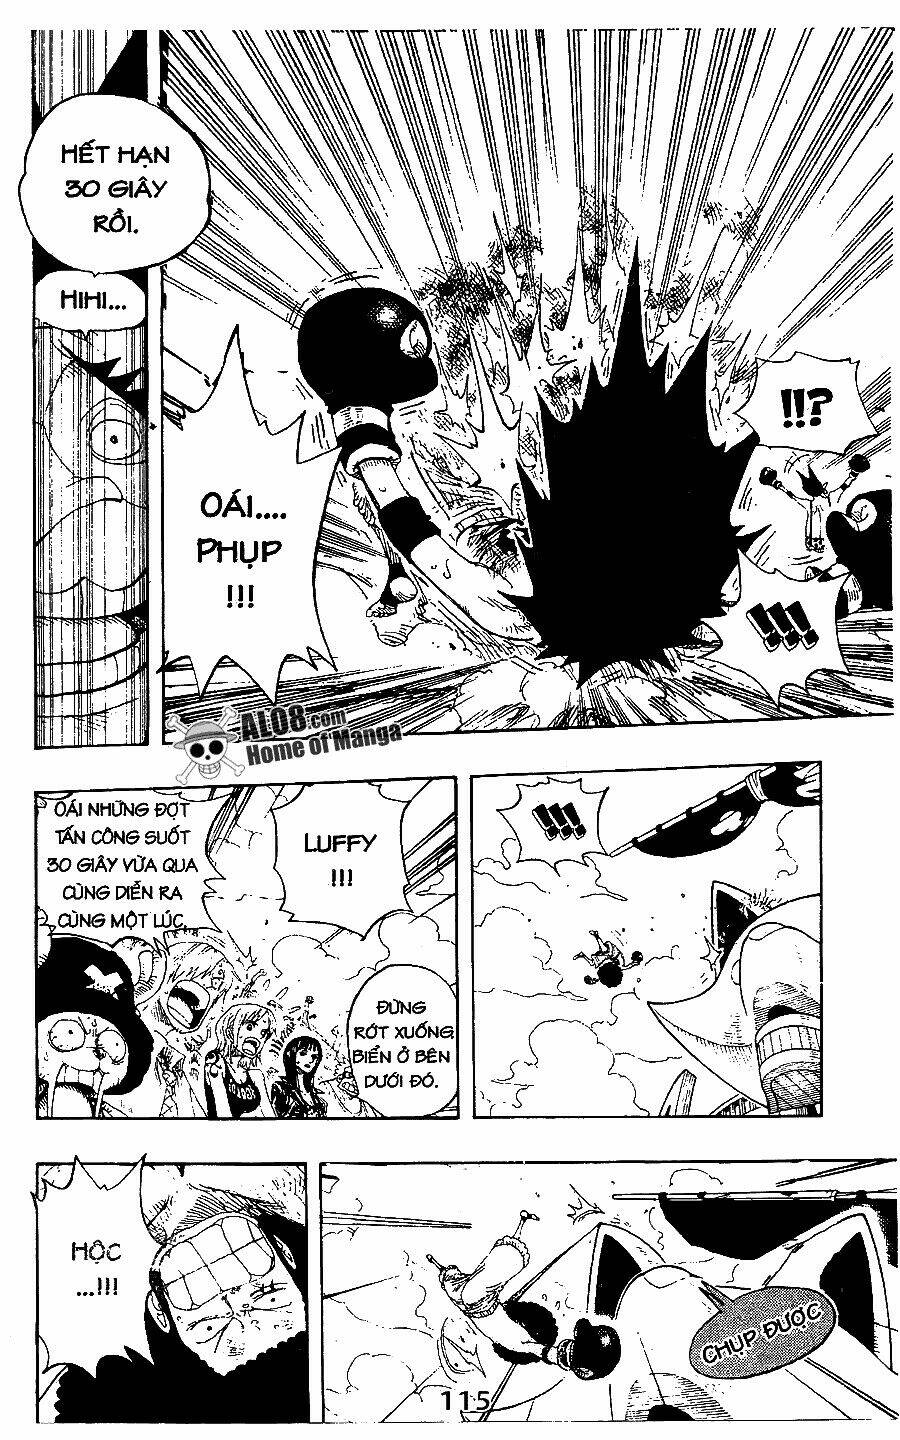 HẾT HẠN
30 GIÂY
RỒI.
HIHI...
OÁI....
PHỤP
!!!
!!?
!!!
ALO8.com
Home of Manga
OÁI NHỮNG ĐỢT
TẤN CÔNG SUỐT
30 GIÂY VỪA QUA
CÙNG DIỄN RA
CÙNG MỘT LÚC.
LUFFY
!!!
ĐỪNG
RỚT XUỐNG
BIỂN Ở BÊN
DƯỚI ĐÓ.
!!!
HỘC
...!!!
CHỤP ĐƯỢC
115